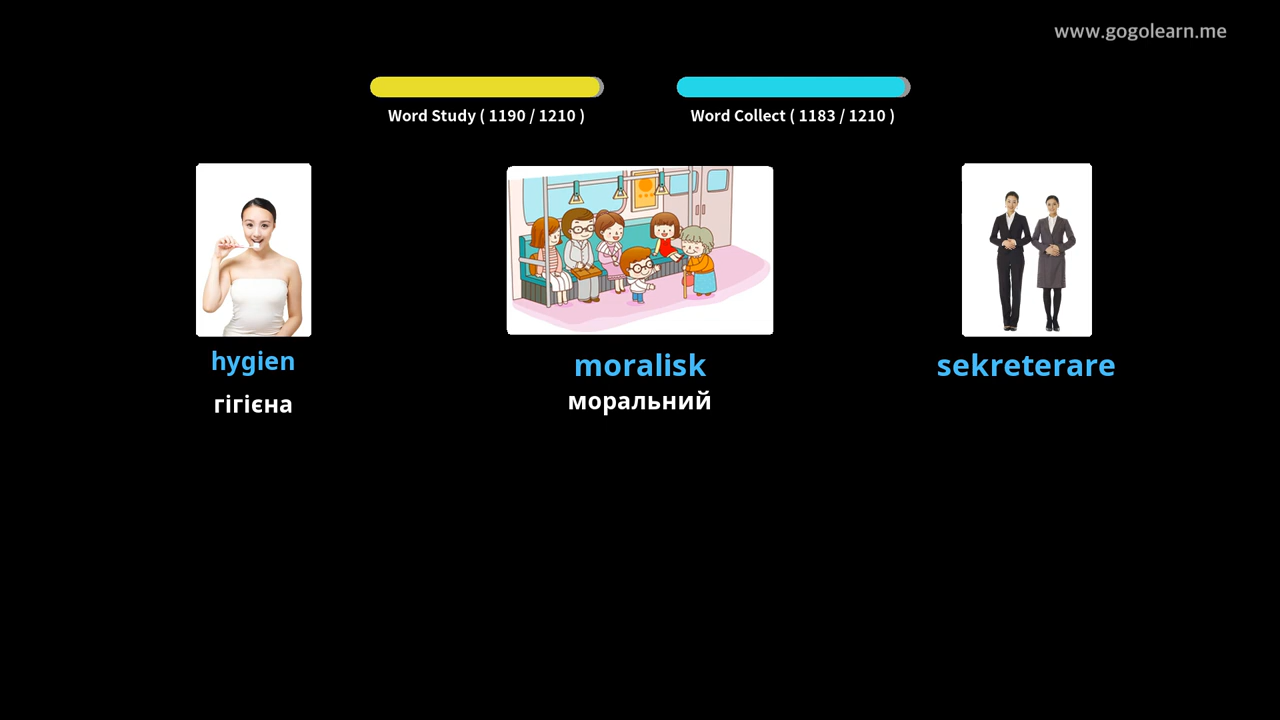 www.gogolearn.me
Word Study ( 1190 / 1210 )
Word Collect ( 1183 / 1210 )
hygien
гігієна
moralisk
моральний
sekreterare